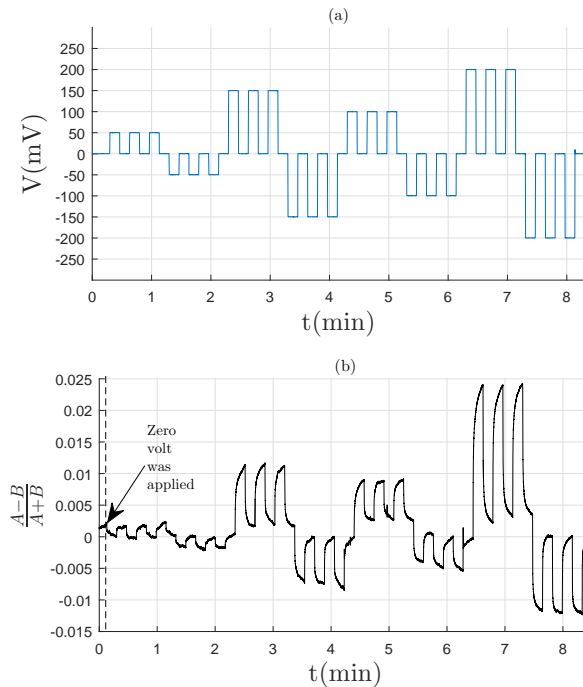 (a)
250
200
150
100
50
0
-50
-100
-150
-200
-250
V(mV)
0 1 2 3 4 5 6 7 8
t(min)
(b)
0.025
0.02
0.015
0.01
0.005
0
-0.005
-0.01
-0.015
A−B
A+B
Zero
volt
was
applied
0 1 2 3 4 5 6 7 8
t(min)